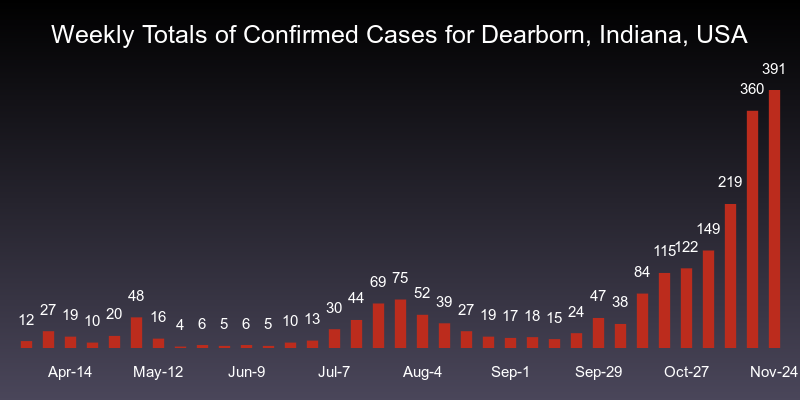 Weekly Totals of Confirmed Cases for Dearborn, Indiana, USA
12 27 19 10 20 48 16 4 6 5 6 5 10 13 30 44 69 75 52 39 27 19 17 18 15 24 47 38 84 115 122 149 219 360 391
Apr-14 May-12 Jun-9 Jul-7 Aug-4 Sep-1 Sep-29 Oct-27 Nov-24